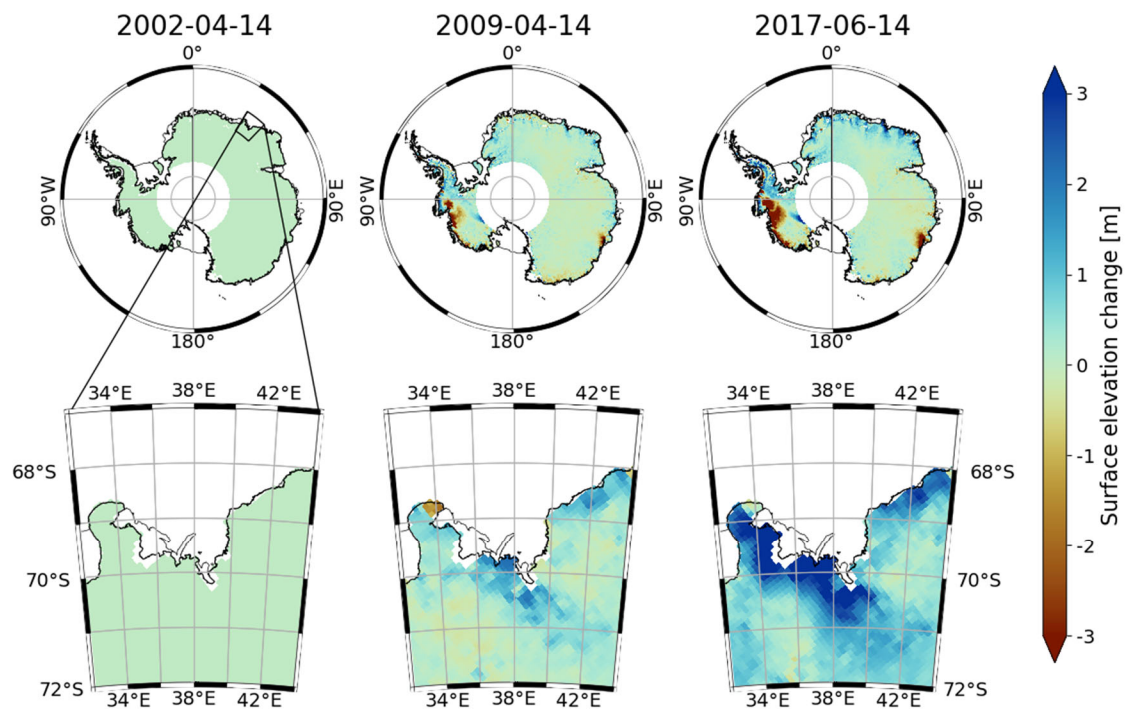 2002-04-14 2009-04-14 2017-06-14
0° 0° 0°
90°W 90°E 90°W 90°E 90°W 90°E
180° 180° 180°
34°E 38°E 42°E 34°E 38°E 42°E 34°E 38°E 42°E
68°S 68°S
70°S 70°S
72°S 72°S
34°E 38°E 42°E 34°E 38°E 42°E 34°E 38°E 42°E
3
2
1
0
-1
-2
-3
Surface elevation change [m]